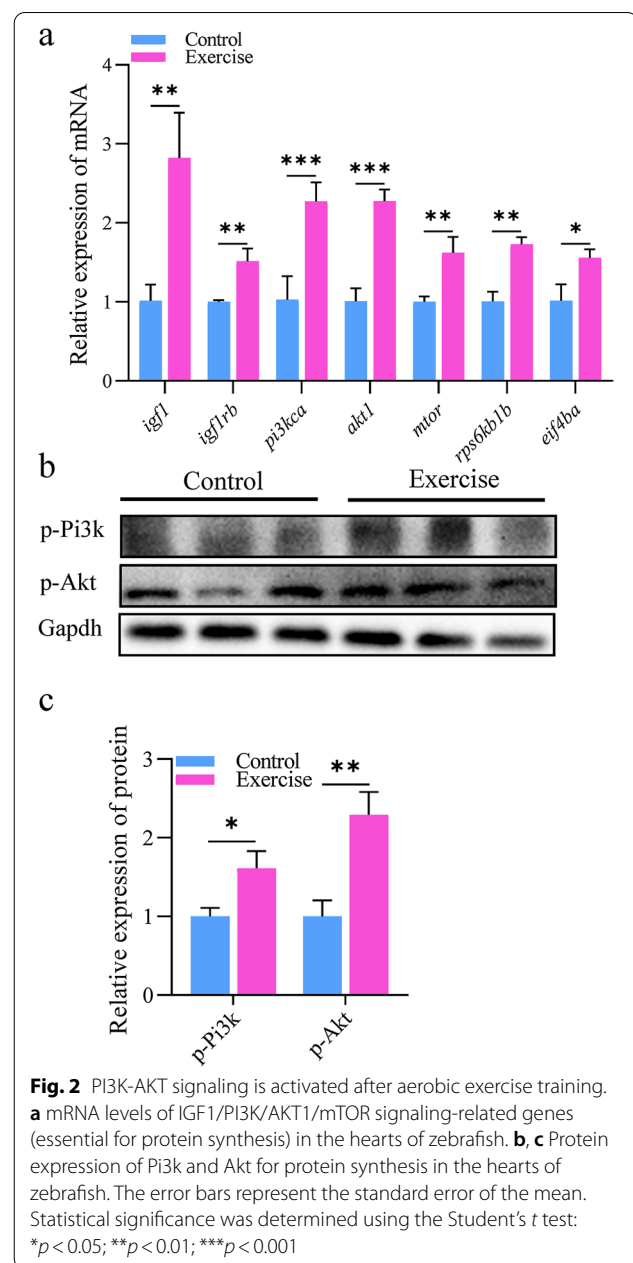 a
Control
Exercise
Relative expression of mRNA
4
3
2
1
0
** ** *** *** ** ** *
igf1 igf1rb pi3kca akt1 mtor rps6kb1b eif4ba
b
Control Exercise
p-Pi3k
p-Akt
Gapdh
c
Control
Exercise
Relative expression of protein
3
2
1
0
* **
p-Pi3k p-Akt
Fig. 2 PI3K-AKT signaling is activated after aerobic exercise training.
a mRNA levels of IGF1/PI3K/AKT1/mTOR signaling-related genes
(essential for protein synthesis) in the hearts of zebrafish. b, c Protein
expression of Pi3k and Akt for protein synthesis in the hearts of
zebrafish. The error bars represent the standard error of the mean.
Statistical significance was determined using the Student's t test:
*p < 0.05; **p < 0.01; ***p < 0.001